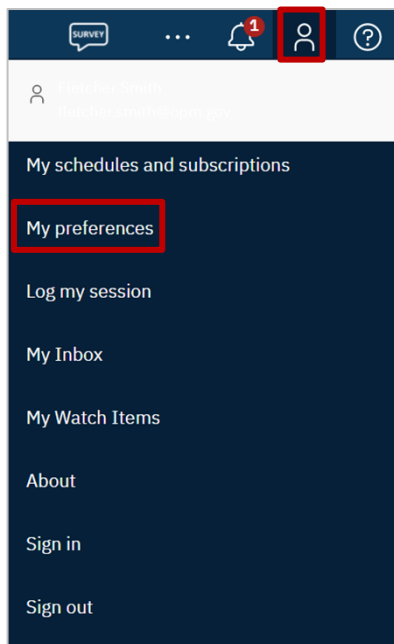 SURVEY
1
My schedules and subscriptions
My preferences
Log my session
My Inbox
My Watch Items
About
Sign in
Sign out